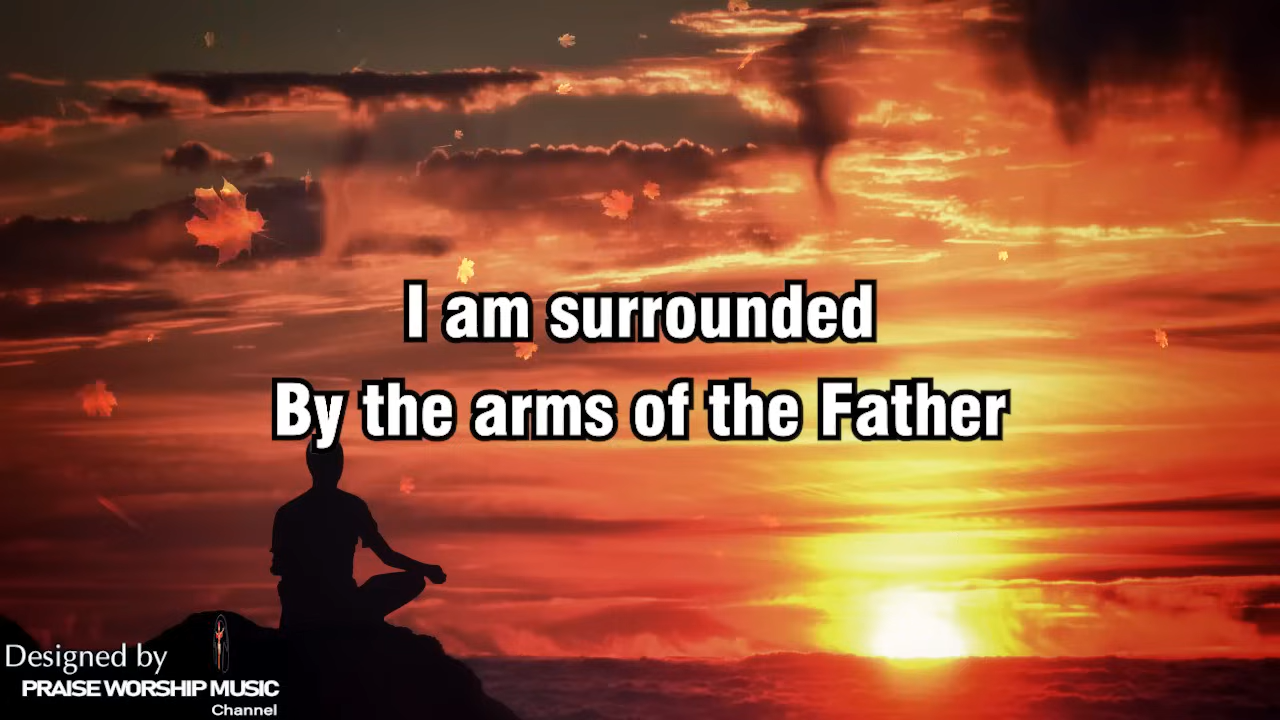 I am surrounded
By the arms of the Father
Designed by
PRAISE WORSHIP MUSIC
Channel